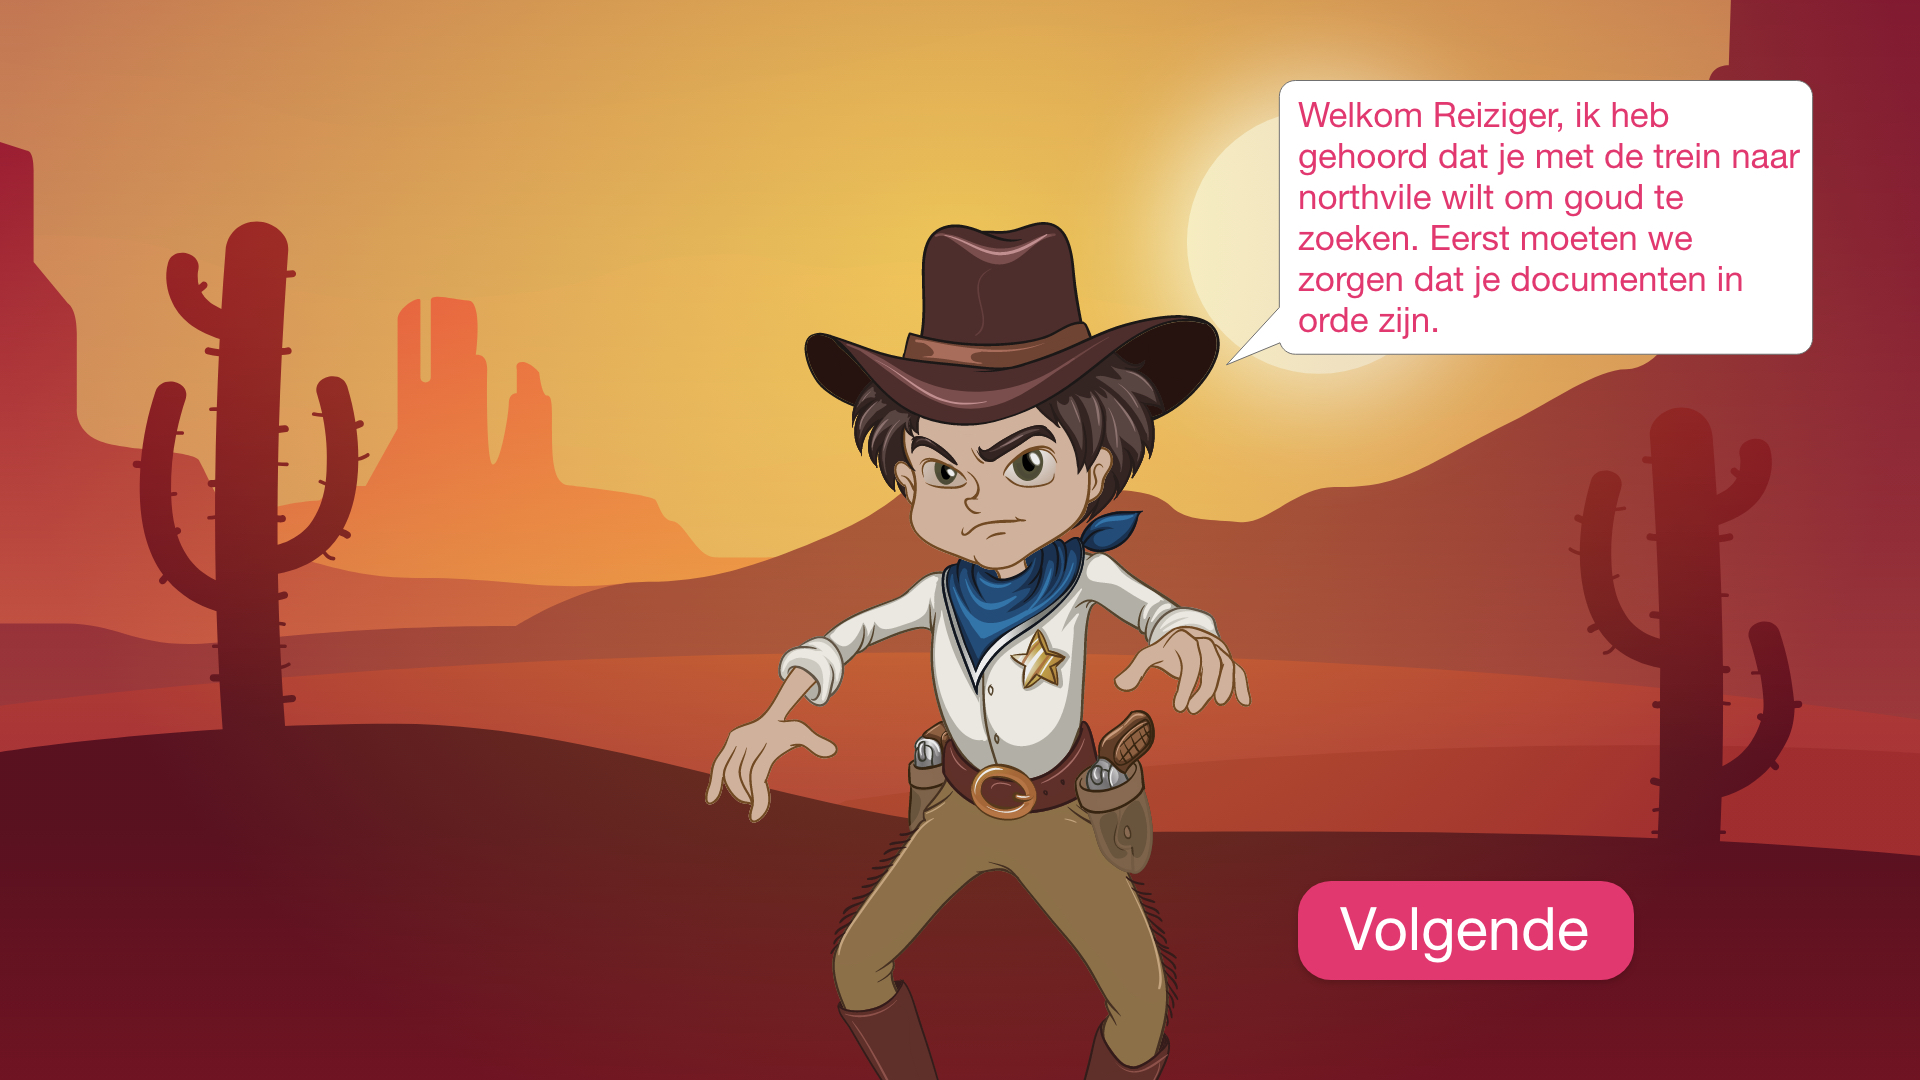 Welkom Reiziger, ik heb
gehoord dat je met de trein naar
northvile wilt om goud te
zoeken. Eerst moeten we
zorgen dat je documenten in
orde zijn.
Volgende